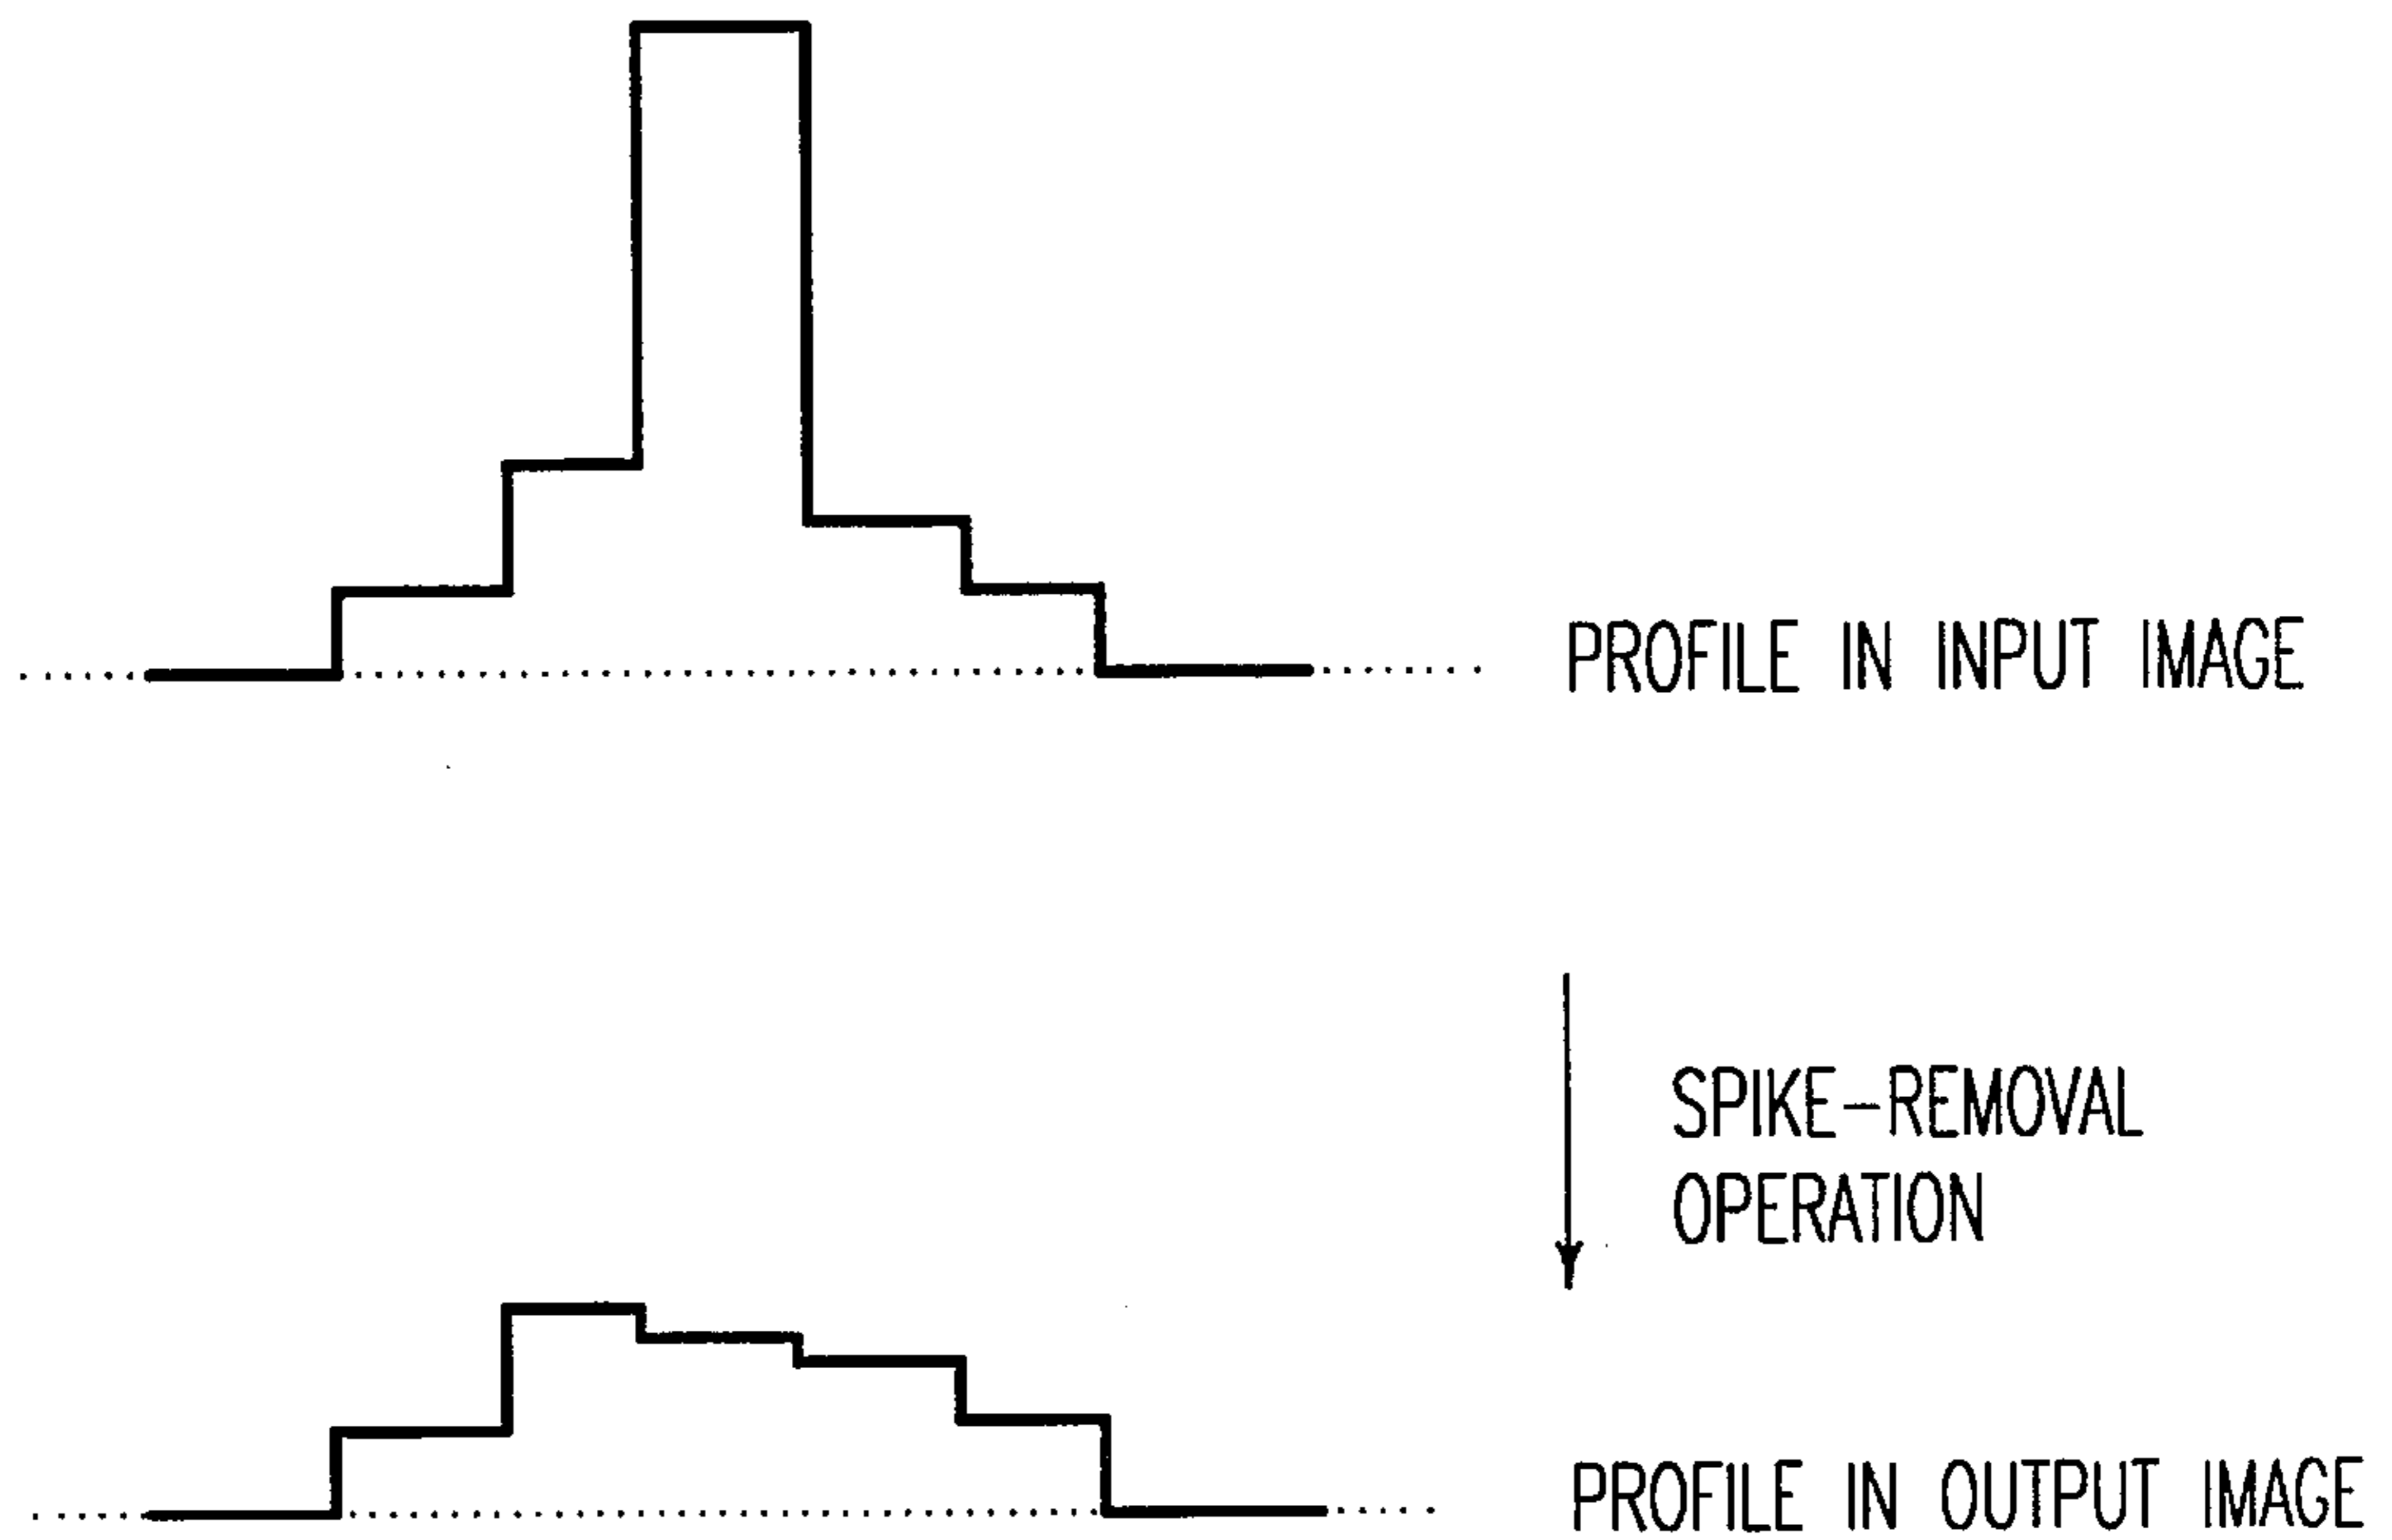 PROFILE IN INPUT IMAGE
SPIKE-REMOVAL
OPERATION
PROFILE IN OUTPUT IMAGE